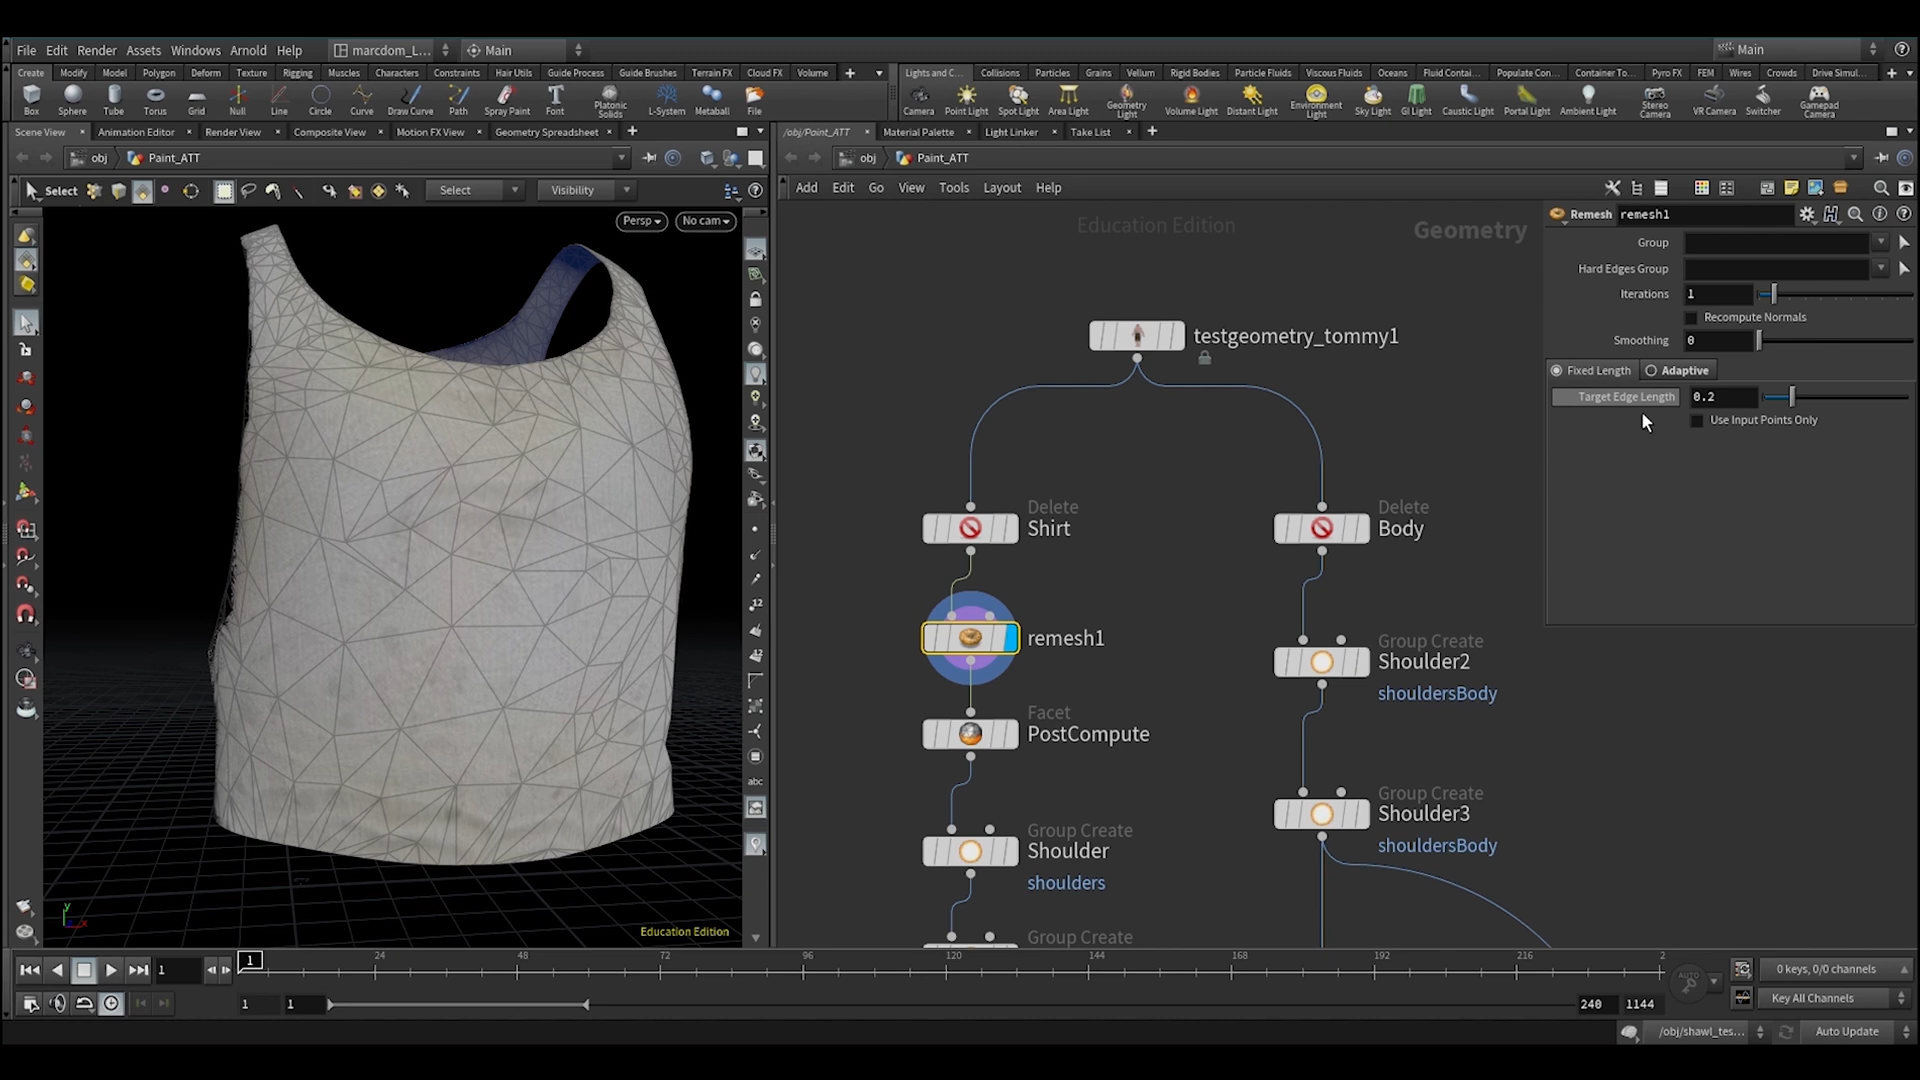 File Edit Render Assets Windows Arnold Help marcdom_L... Main Main
Create Modify Model Polygon Deform Texture Rigging Muscles Characters Constraints Hair Utils Guide Process Guide Brushes Terrain FX Cloud FX Volume
Lights and C... Collisions Particles Grains Vellum Rigid Bodies Particle Fluids Viscous Fluids Oceans Fluid Contai... Populate Con... Container To... Pyro FX FEM Wires Crowds Drive Simul...
Box Sphere Tube Torus Grid Null Line Circle Curve Draw Curve Path Spray Paint Font Platonic Solids L-System Metaball File
Camera Point Light Spot Light Area Light Geometry Light Volume Light Distant Light Environment Light Sky Light GI Light Caustic Light Portal Light Ambient Light Stereo Camera VR Camera Switcher Gamepad Camera
Scene View Animation Editor Render View Composite View Motion FX View Geometry Spreadsheet
/obj/Paint_ATT Material Palette Light Linker Take List
obj Paint_ATT
obj Paint_ATT
Select Select Visibility
Add Edit Go View Tools Layout Help
Persp No cam
Education Edition
Geometry
Remesh remesh1
Group
Hard Edges Group
Iterations 1
Recompute Normals
Smoothing 0
Fixed Length Adaptive
Target Edge Length 0.2
Use Input Points Only
testgeometry_tommy1
Delete
Shirt
Delete
Body
remesh1
Group Create
Shoulder2
shouldersBody
Facet
PostCompute
Group Create
Shoulder3
shouldersBody
Group Create
Shoulder
shoulders
Group Create
12
12
abc
y
x
Education Edition
1 1 24 48 72 96 120 144 168 192 216 2
AUTO
0 keys, 0/0 channels
1 1 240 1144
Key All Channels
/obj/shawl_tes... Auto Update